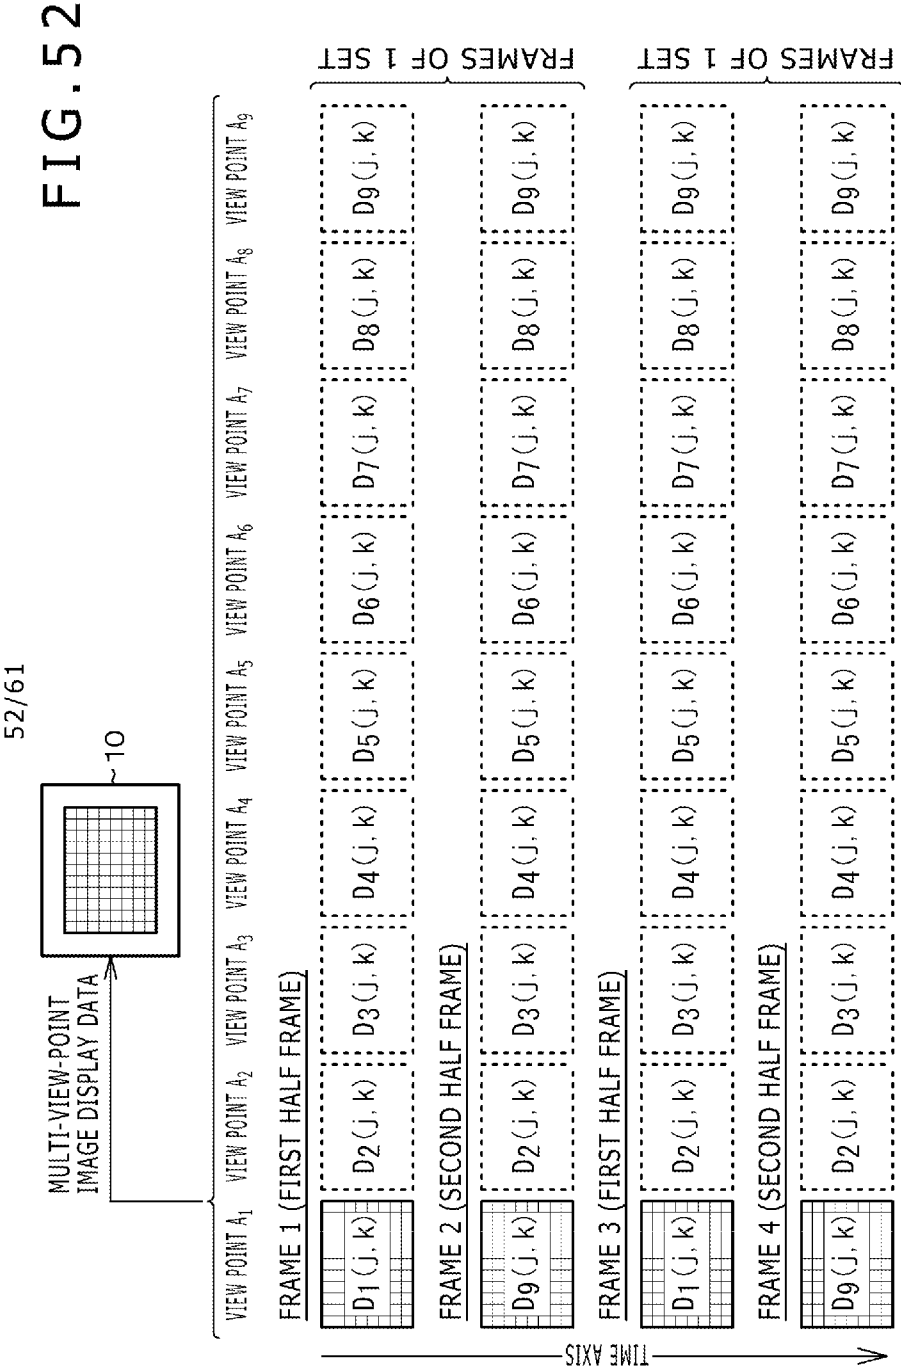 52/61
FIG.52
MULTI-VIEW-POINT
IMAGE DISPLAY DATA
~10
VIEW POINT A1 VIEW POINT A2 VIEW POINT A3 VIEW POINT A4 VIEW POINT A5 VIEW POINT A6 VIEW POINT A7 VIEW POINT A8 VIEW POINT A9
FRAME 1 (FIRST HALF FRAME)
D1(j, k) D2(j, k) D3(j, k) D4(j, k) D5(j, k) D6(j, k) D7(j, k) D8(j, k) D9(j, k)
FRAME 2 (SECOND HALF FRAME)
D9(j, k) D2(j, k) D3(j, k) D4(j, k) D5(j, k) D6(j, k) D7(j, k) D8(j, k) D9(j, k)
FRAMES OF 1 SET
FRAME 3 (FIRST HALF FRAME)
D1(j, k) D2(j, k) D3(j, k) D4(j, k) D5(j, k) D6(j, k) D7(j, k) D8(j, k) D9(j, k)
FRAME 4 (SECOND HALF FRAME)
D9(j, k) D2(j, k) D3(j, k) D4(j, k) D5(j, k) D6(j, k) D7(j, k) D8(j, k) D9(j, k)
FRAMES OF 1 SET
TIME AXIS